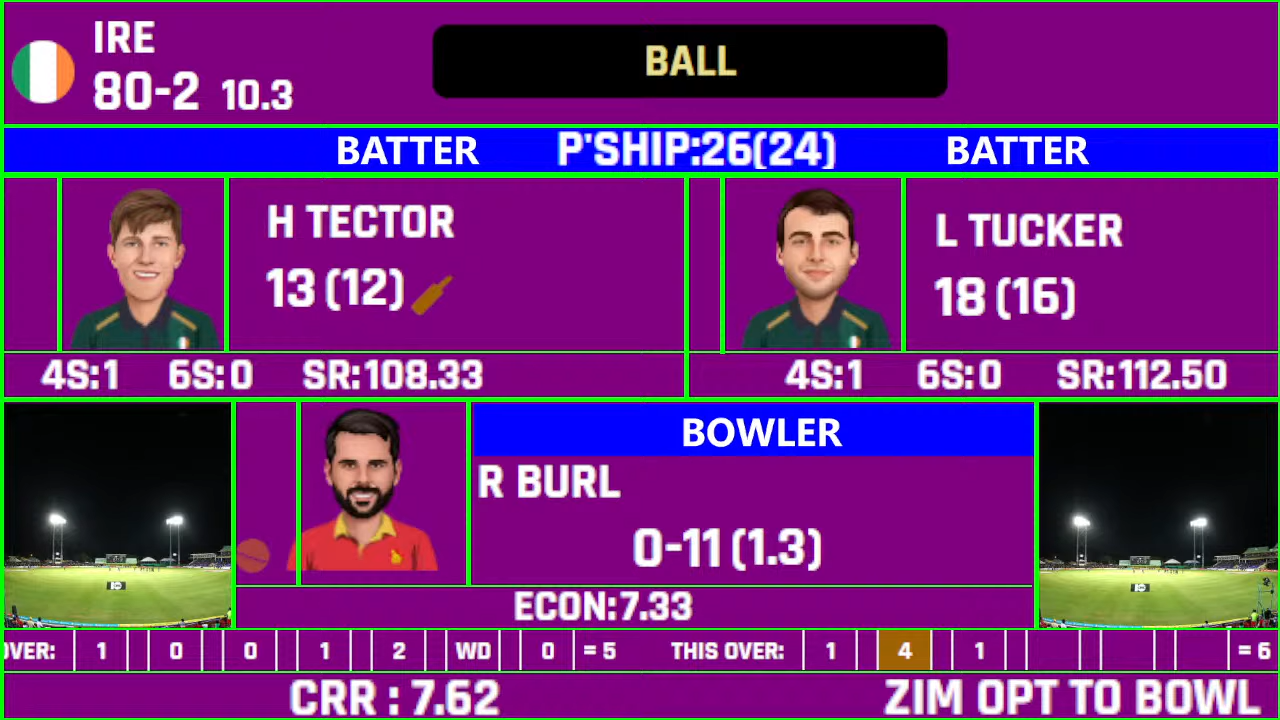 IRE
80-2 10.3
BALL
BATTER P'SHIP:26(24) BATTER
H TECTOR
13 (12)
L TUCKER
18 (16)
4S:1 6S:0 SR:108.33
4S:1 6S:0 SR:112.50
BOWLER
R BURL
0-11 (1.3)
ECON:7.33
OVER: 1 0 0 1 2 WD 0 = 5 THIS OVER: 1 4 1 = 6
CRR : 7.62 ZIM OPT TO BOWL